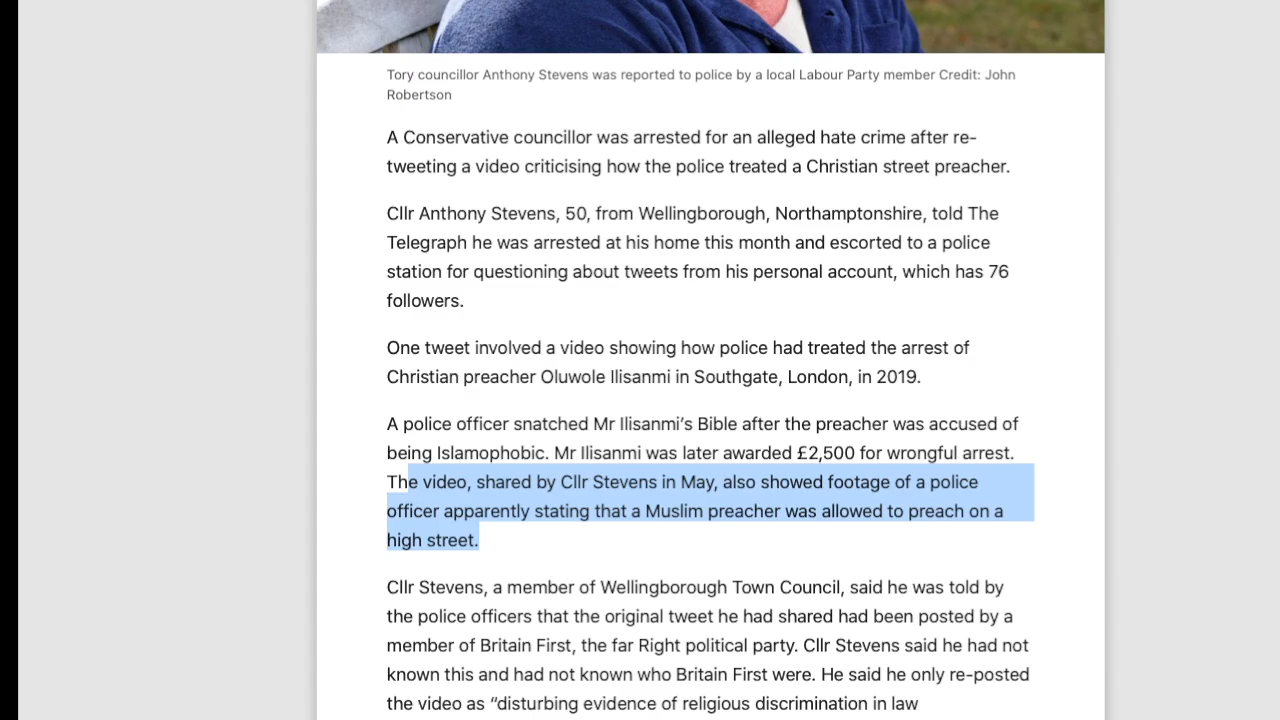 Tory councillor Anthony Stevens was reported to police by a local Labour Party member Credit: John
Robertson
A Conservative councillor was arrested for an alleged hate crime after re-
tweeting a video criticising how the police treated a Christian street preacher.
Cllr Anthony Stevens, 50, from Wellingborough, Northamptonshire, told The
Telegraph he was arrested at his home this month and escorted to a police
station for questioning about tweets from his personal account, which has 76
followers.
One tweet involved a video showing how police had treated the arrest of
Christian preacher Oluwole Ilisanmi in Southgate, London, in 2019.
A police officer snatched Mr Ilisanmi’s Bible after the preacher was accused of
being Islamophobic. Mr Ilisanmi was later awarded £2,500 for wrongful arrest.
The video, shared by Cllr Stevens in May, also showed footage of a police
officer apparently stating that a Muslim preacher was allowed to preach on a
high street.
Cllr Stevens, a member of Wellingborough Town Council, said he was told by
the police officers that the original tweet he had shared had been posted by a
member of Britain First, the far Right political party. Cllr Stevens said he had not
known this and had not known who Britain First were. He said he only re-posted
the video as “disturbing evidence of religious discrimination in law